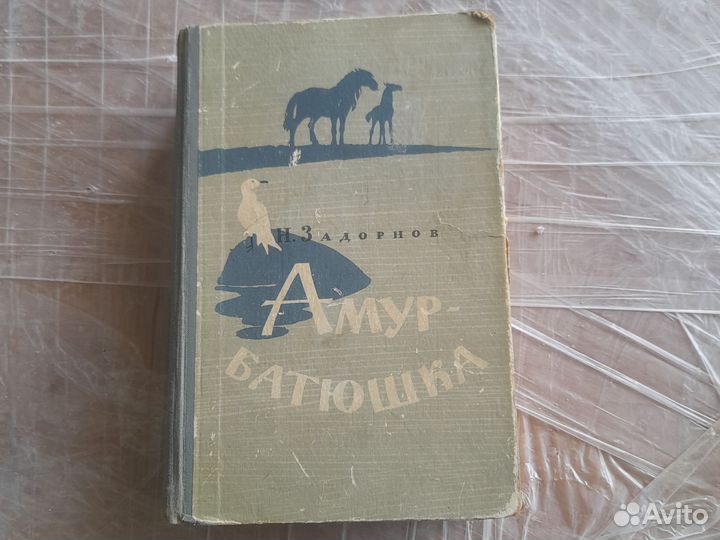 Н. Задорнов
Амур-
батюшка
Avito